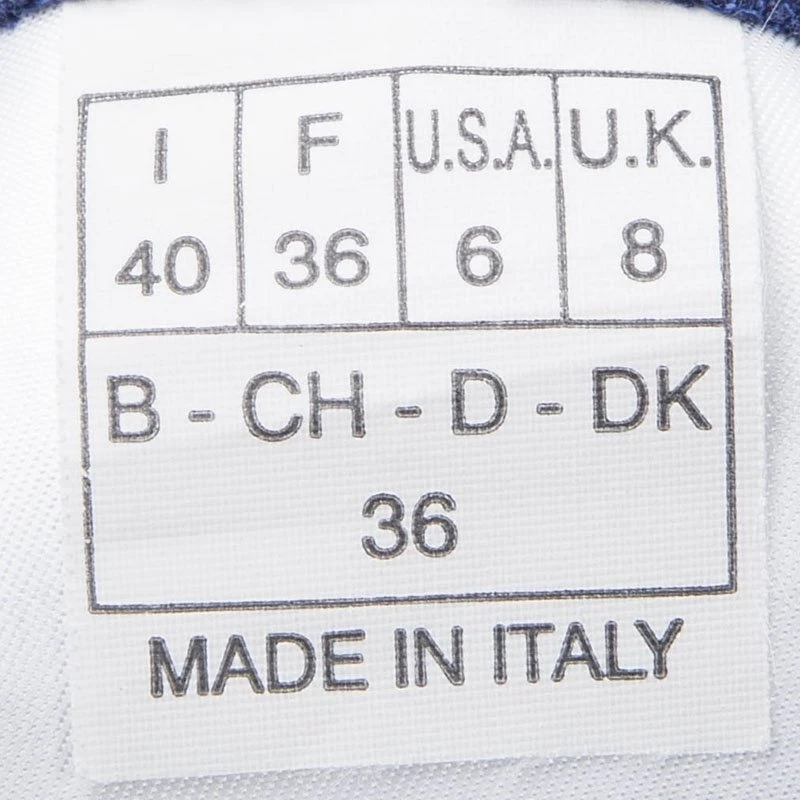 I F U.S.A. U.K.
40 36 6 8
B - CH - D - DK
36
MADE IN ITALY